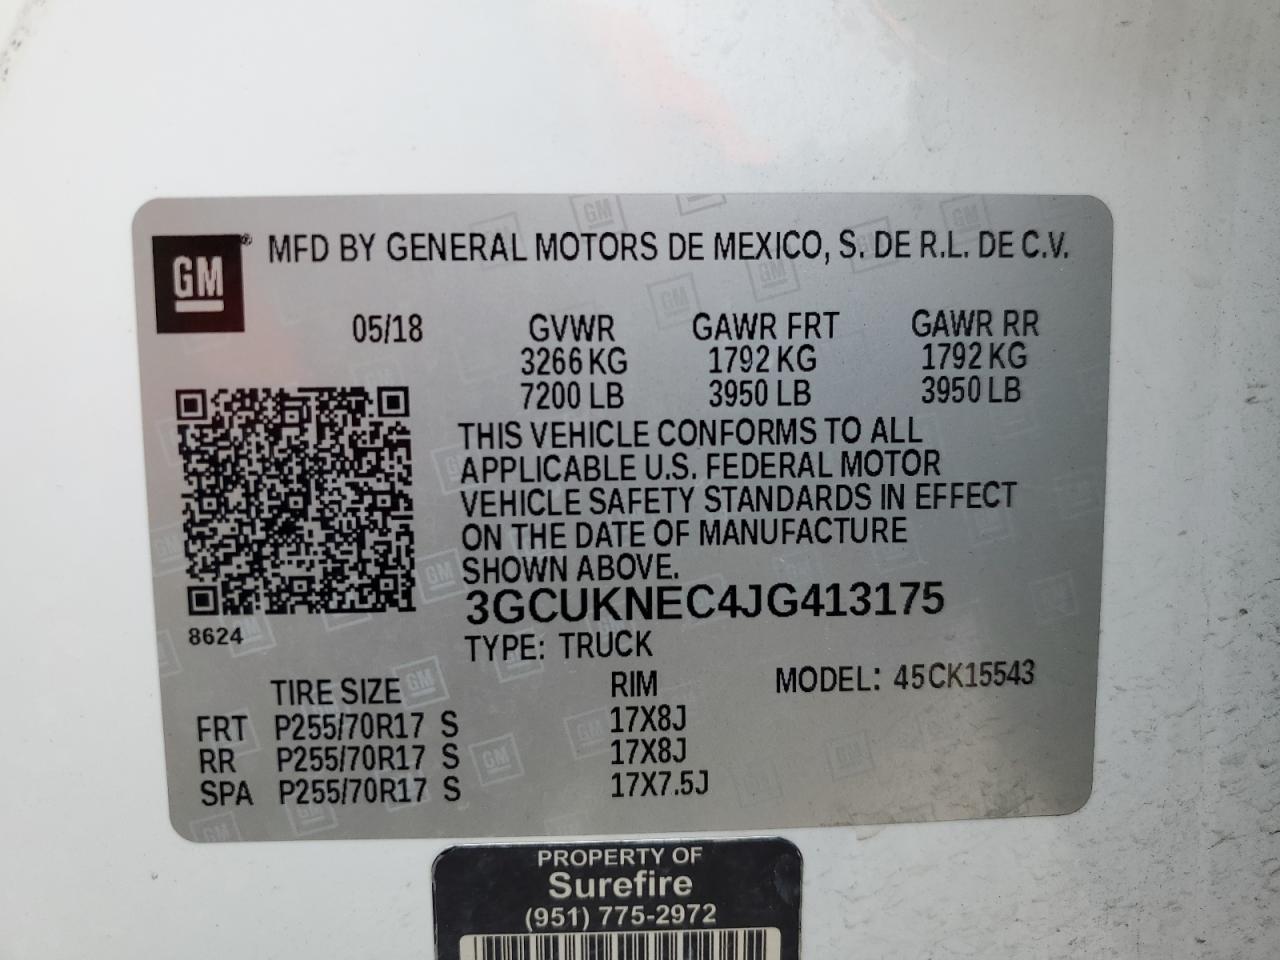 GM® MFD BY GENERAL MOTORS DE MEXICO, S. DE R.L. DE C.V.
05/18 GVWR GAWR FRT GAWR RR
3266 KG 1792 KG 1792 KG
7200 LB 3950 LB 3950 LB
THIS VEHICLE CONFORMS TO ALL
APPLICABLE U.S. FEDERAL MOTOR
VEHICLE SAFETY STANDARDS IN EFFECT
ON THE DATE OF MANUFACTURE
SHOWN ABOVE.
3GCUKNEC4JG413175
8624
TYPE: TRUCK
TIRE SIZE RIM MODEL: 45CK15543
FRT P255/70R17 S 17X8J
RR P255/70R17 S 17X8J
SPA P255/70R17 S 17X7.5J
PROPERTY OF
Surefire
(951) 775-2972